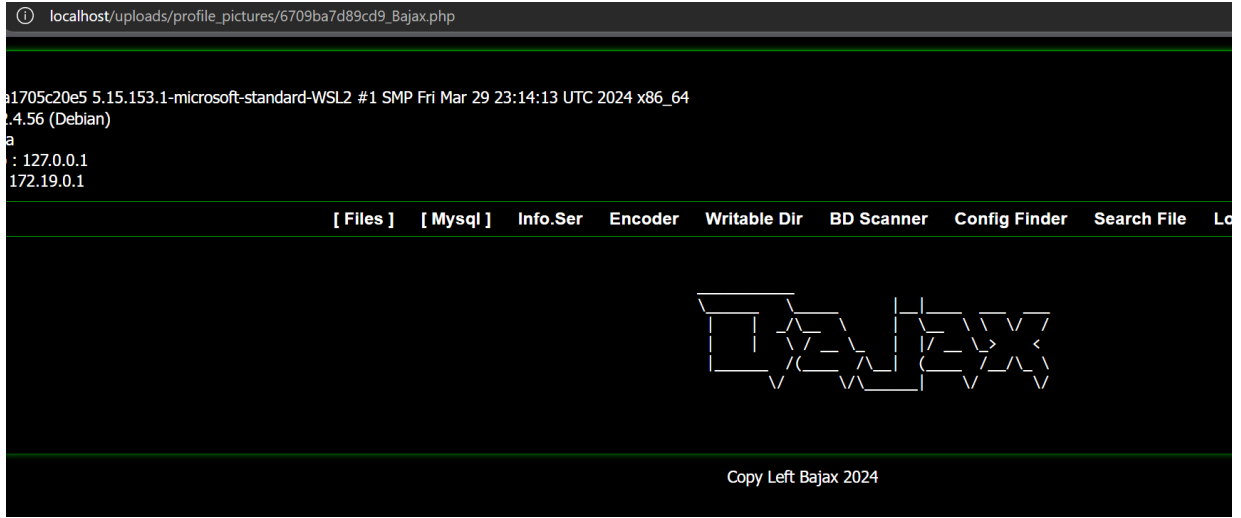 localhost/uploads/profile_pictures/6709ba7d89cd9_Bajax.php
a1705c20e5 5.15.153.1-microsoft-standard-WSL2 #1 SMP Fri Mar 29 23:14:13 UTC 2024 x86_64
.4.56 (Debian)
a
: 127.0.0.1
172.19.0.1
[ Files ] [ Mysql ] Info.Ser Encoder Writable Dir BD Scanner Config Finder Search File Lo
Bajax
Copy Left Bajax 2024